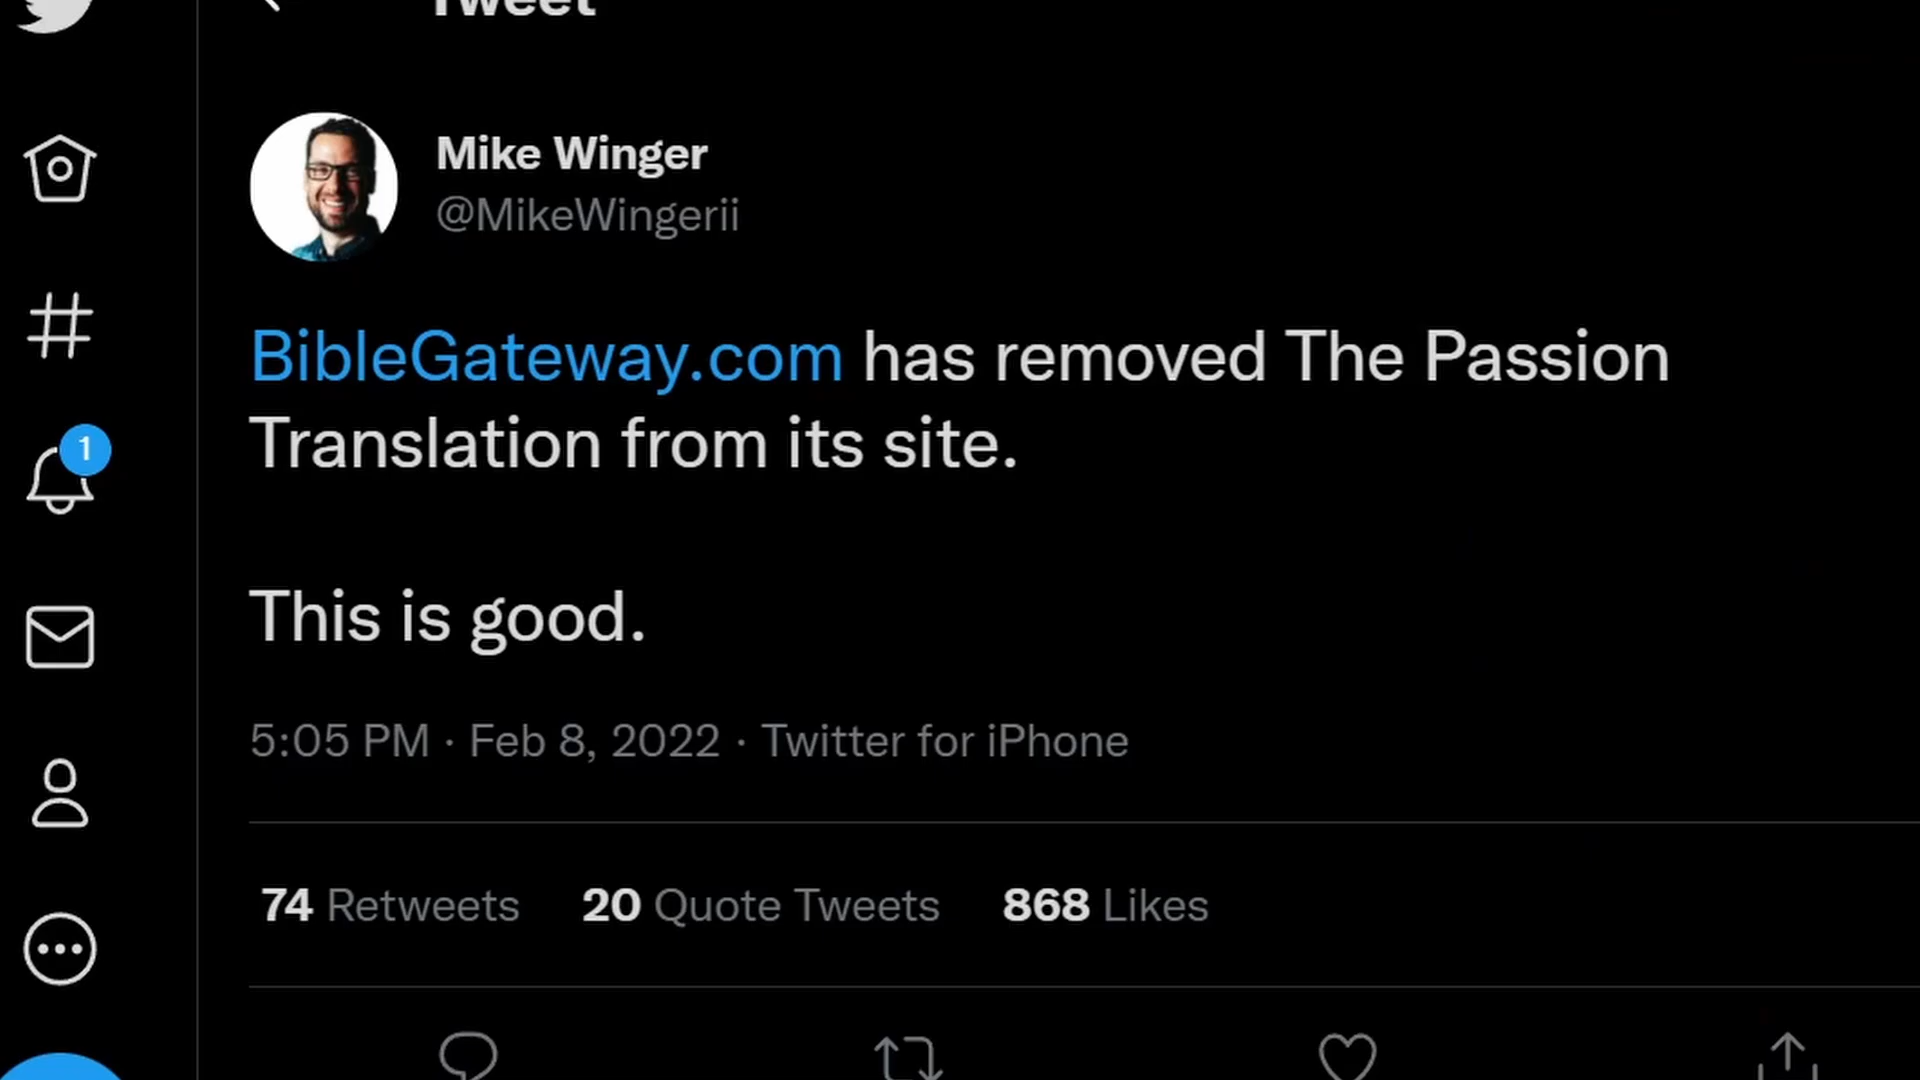 Tweet
Mike Winger
@MikeWingerii
BibleGateway.com has removed The Passion
Translation from its site.
This is good.
1
5:05 PM · Feb 8, 2022 · Twitter for iPhone
74 Retweets 20 Quote Tweets 868 Likes